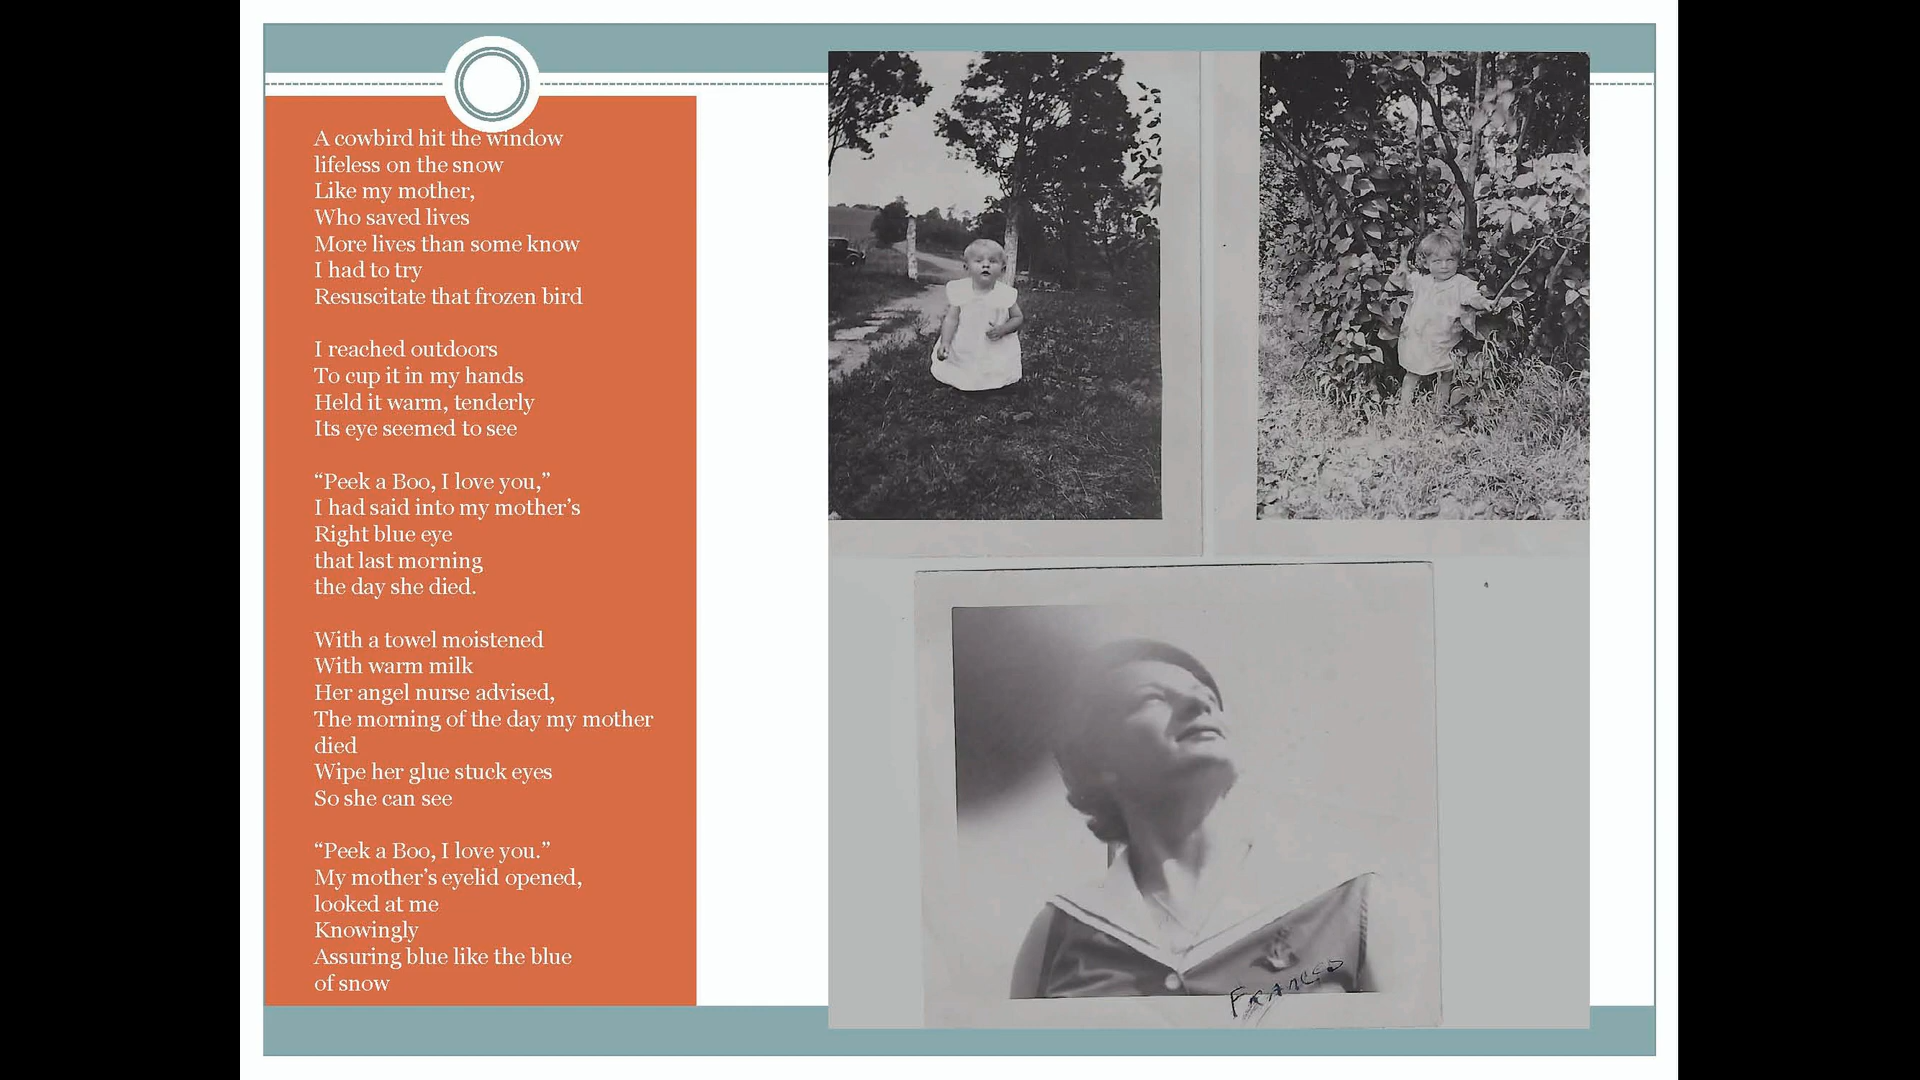 A cowbird hit the window
lifeless on the snow
Like my mother,
Who saved lives
More lives than some know
I had to try
Resuscitate that frozen bird
I reached outdoors
To cup it in my hands
Held it warm, tenderly
Its eye seemed to see
“Peek a Boo, I love you,”
I had said into my mother’s
Right blue eye
that last morning
the day she died.
With a towel moistened
With warm milk
Her angel nurse advised,
The morning of the day my mother
died
Wipe her glue stuck eyes
So she can see
“Peek a Boo, I love you.”
My mother’s eyelid opened,
looked at me
Knowingly
Assuring blue like the blue
of snow
FRANCES